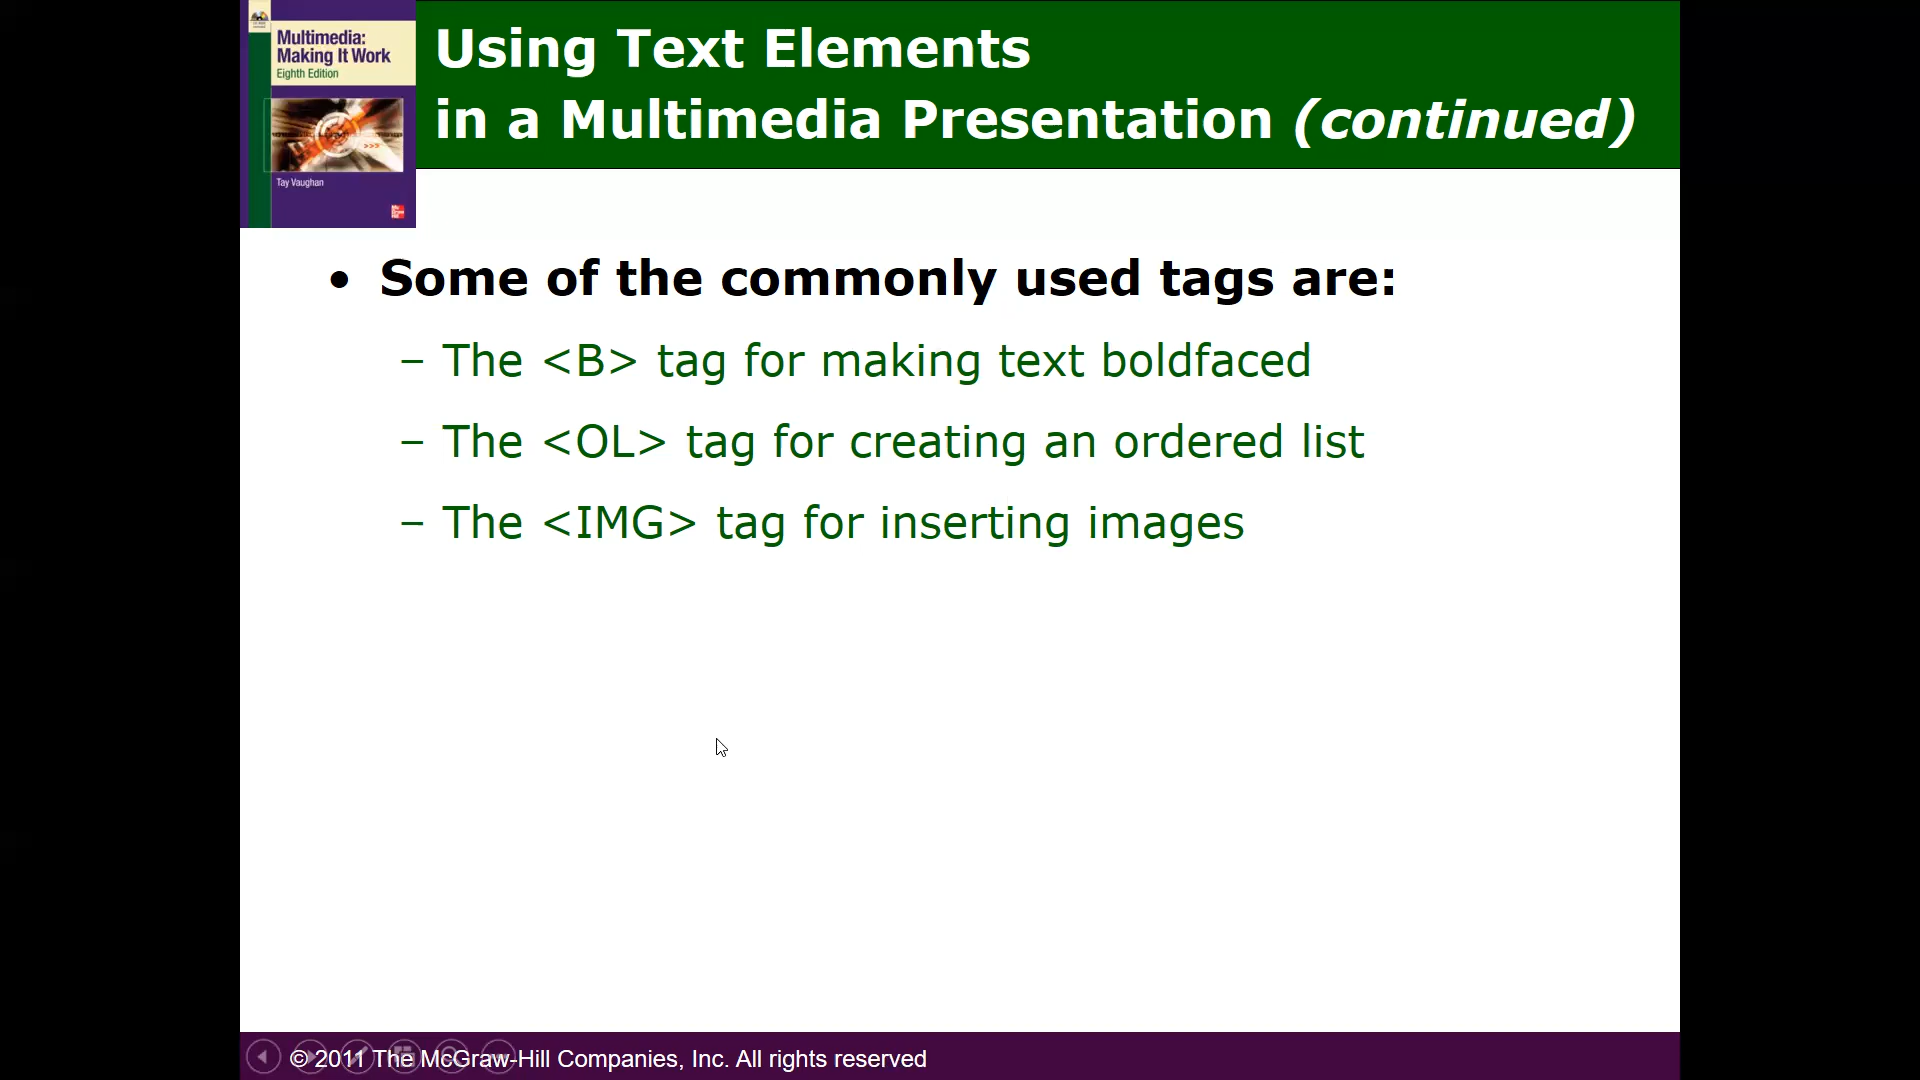 Multimedia:
Making It Work
Eighth Edition
Tay Vaughan
Using Text Elements
in a Multimedia Presentation (continued)
• Some of the commonly used tags are:
– The <B> tag for making text boldfaced
– The <OL> tag for creating an ordered list
– The <IMG> tag for inserting images
© 2011 The McGraw-Hill Companies, Inc. All rights reserved